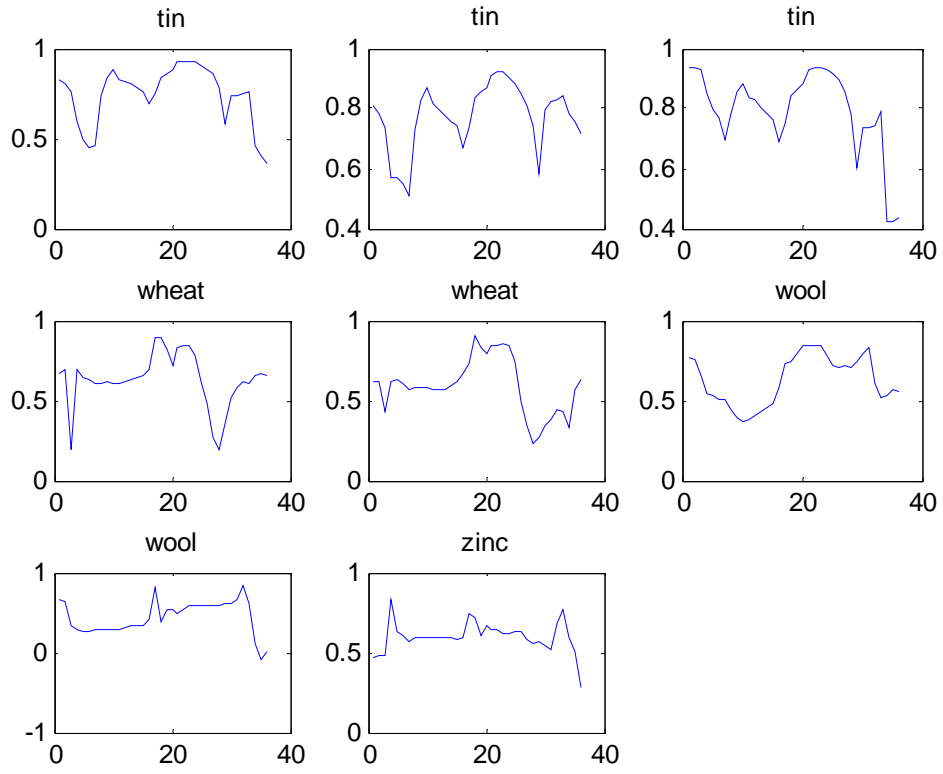 tin tin tin
1 1 1
0.8 0.8
0.5
0.6 0.6
0 0.4 0.4
0 20 40 0 20 40 0 20 40
wheat wheat wool
1 1 1
0.5 0.5 0.5
0 0 0
0 20 40 0 20 40 0 20 40
wool zinc
1 1
0 0.5
-1 0
0 20 40 0 20 40